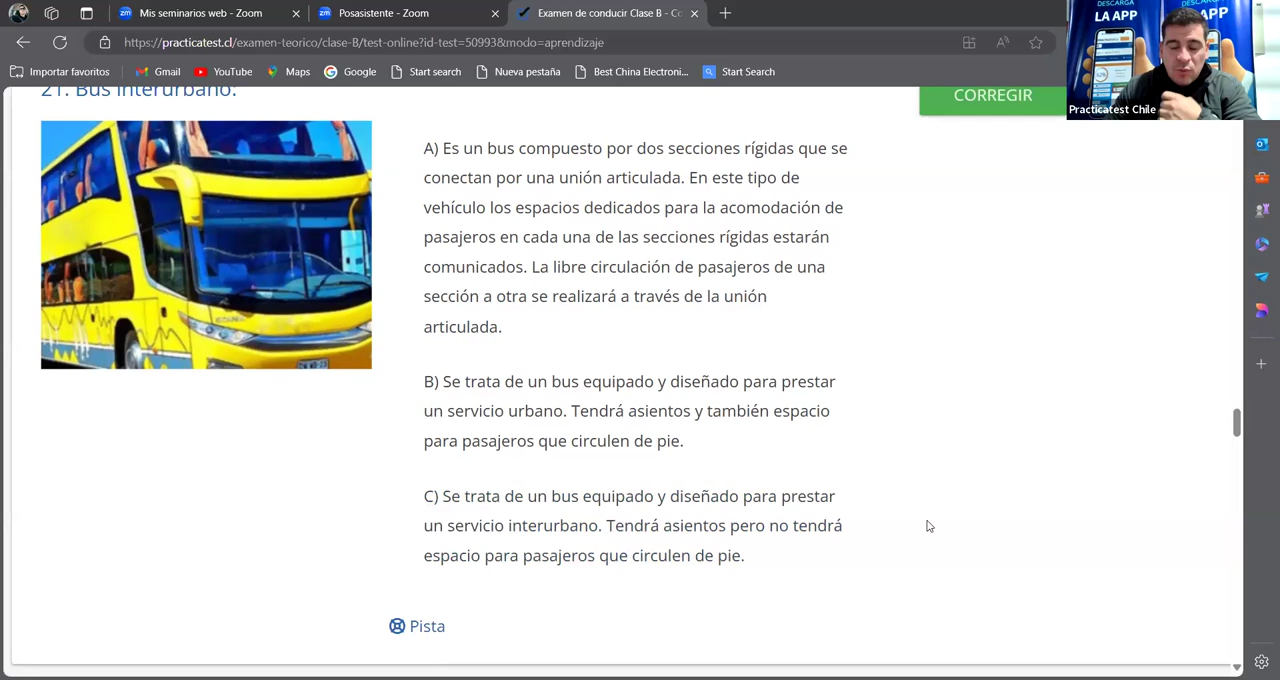 Mis seminarios web - Zoom
Posasistente - Zoom
Examen de conducir Clase B - Co
https://practicatest.cl/examen-teorico/clase-B/test-online?id-test=50993&modo=aprendizaje
Importar favoritos
Gmail
YouTube
Maps
Google
Start search
Nueva pestaña
Best China Electroni...
Start Search
DESCARGA
LA APP
DESCARGA
APP
Practicatest Chile
21. Bus interurbano:
CORREGIR
A) Es un bus compuesto por dos secciones rígidas que se
conectan por una unión articulada. En este tipo de
vehículo los espacios dedicados para la acomodación de
pasajeros en cada una de las secciones rígidas estarán
comunicados. La libre circulación de pasajeros de una
sección a otra se realizará a través de la unión
articulada.
B) Se trata de un bus equipado y diseñado para prestar
un servicio urbano. Tendrá asientos y también espacio
para pasajeros que circulen de pie.
C) Se trata de un bus equipado y diseñado para prestar
un servicio interurbano. Tendrá asientos pero no tendrá
espacio para pasajeros que circulen de pie.
Pista